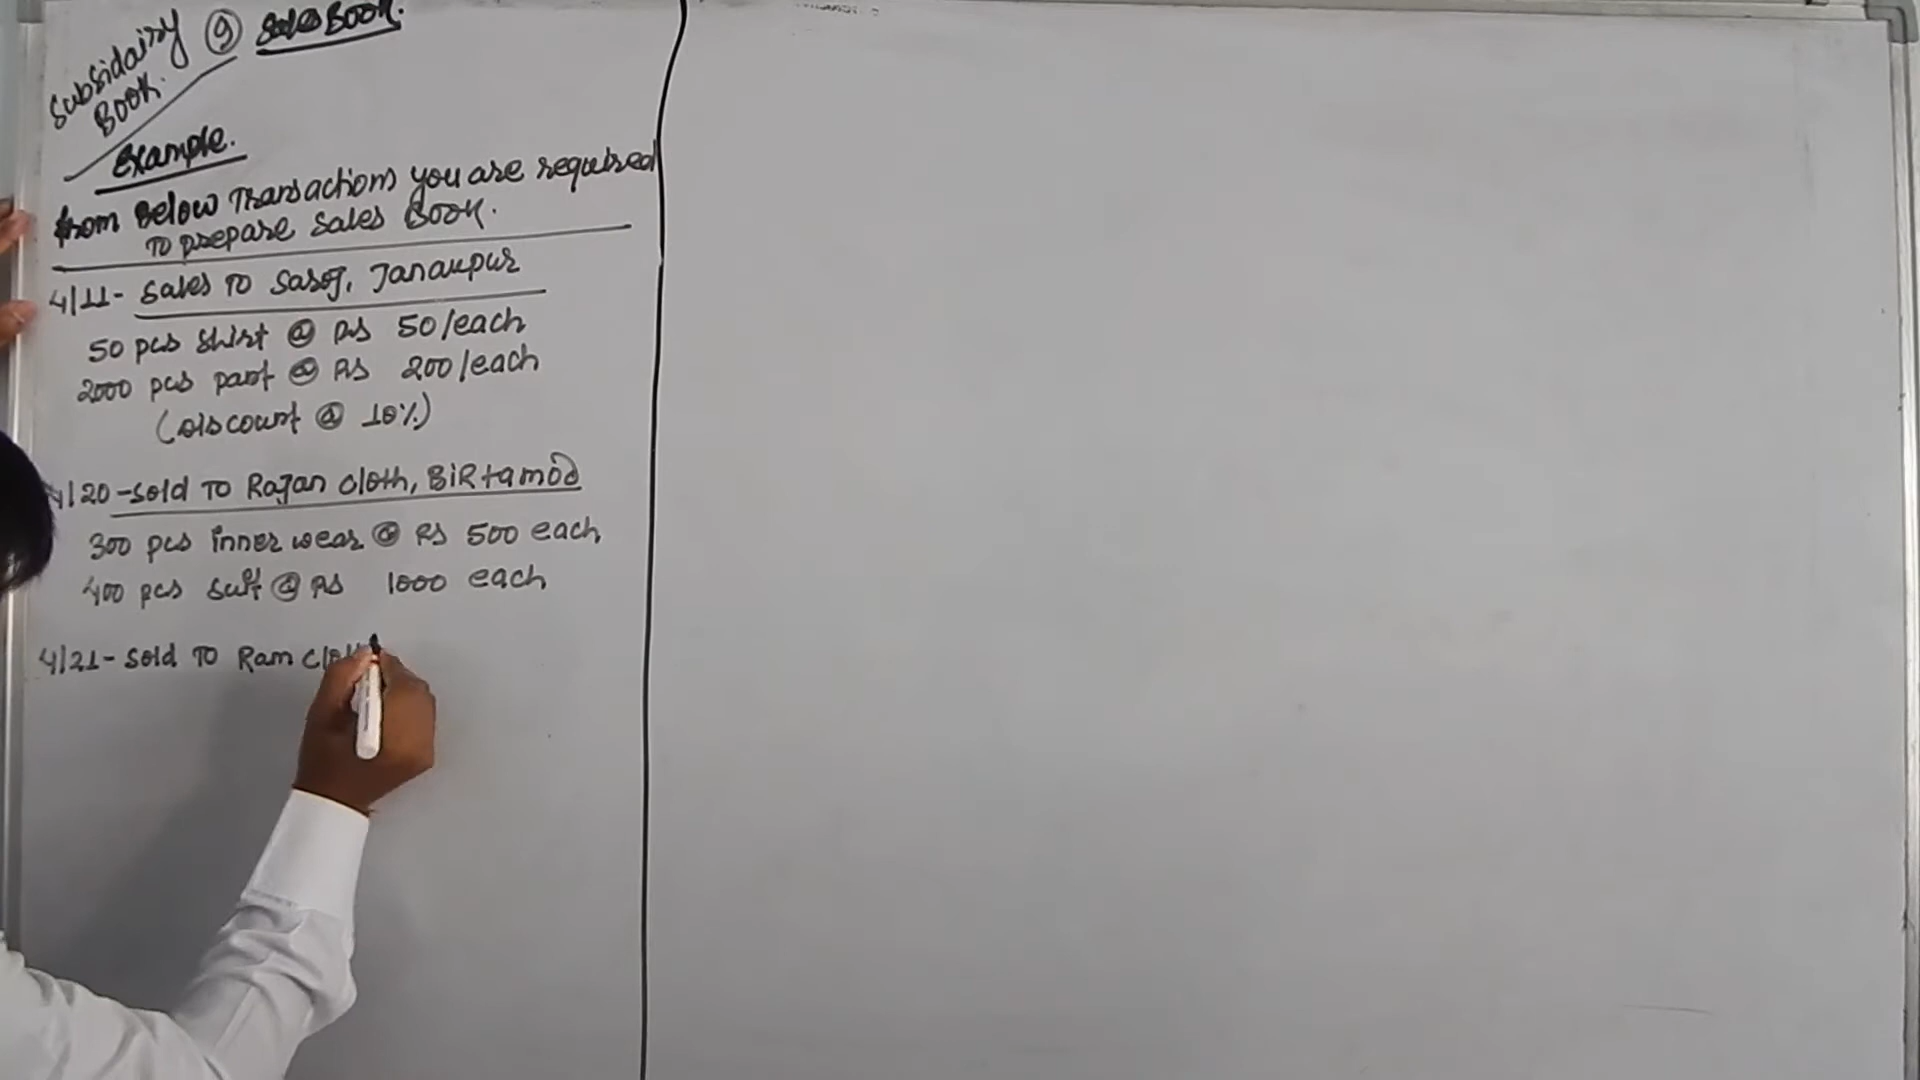 Subsidairy Book. ⑨ Sales Book.
Example.
from Below Transactions you are required
To prepare Sales Book.
4/11- Sales To Saroj, Janakpur
50 pcs shirt @ Rs 50/each
2000 pcs pant @ Rs 200/each
(Discount @ 10%)
4/20-Sold To Rajan Cloth, BiRtamod
300 pcs inner wear @ Rs 500 each
400 pcs suit @ Rs 1000 each
4/21- Sold To Ram